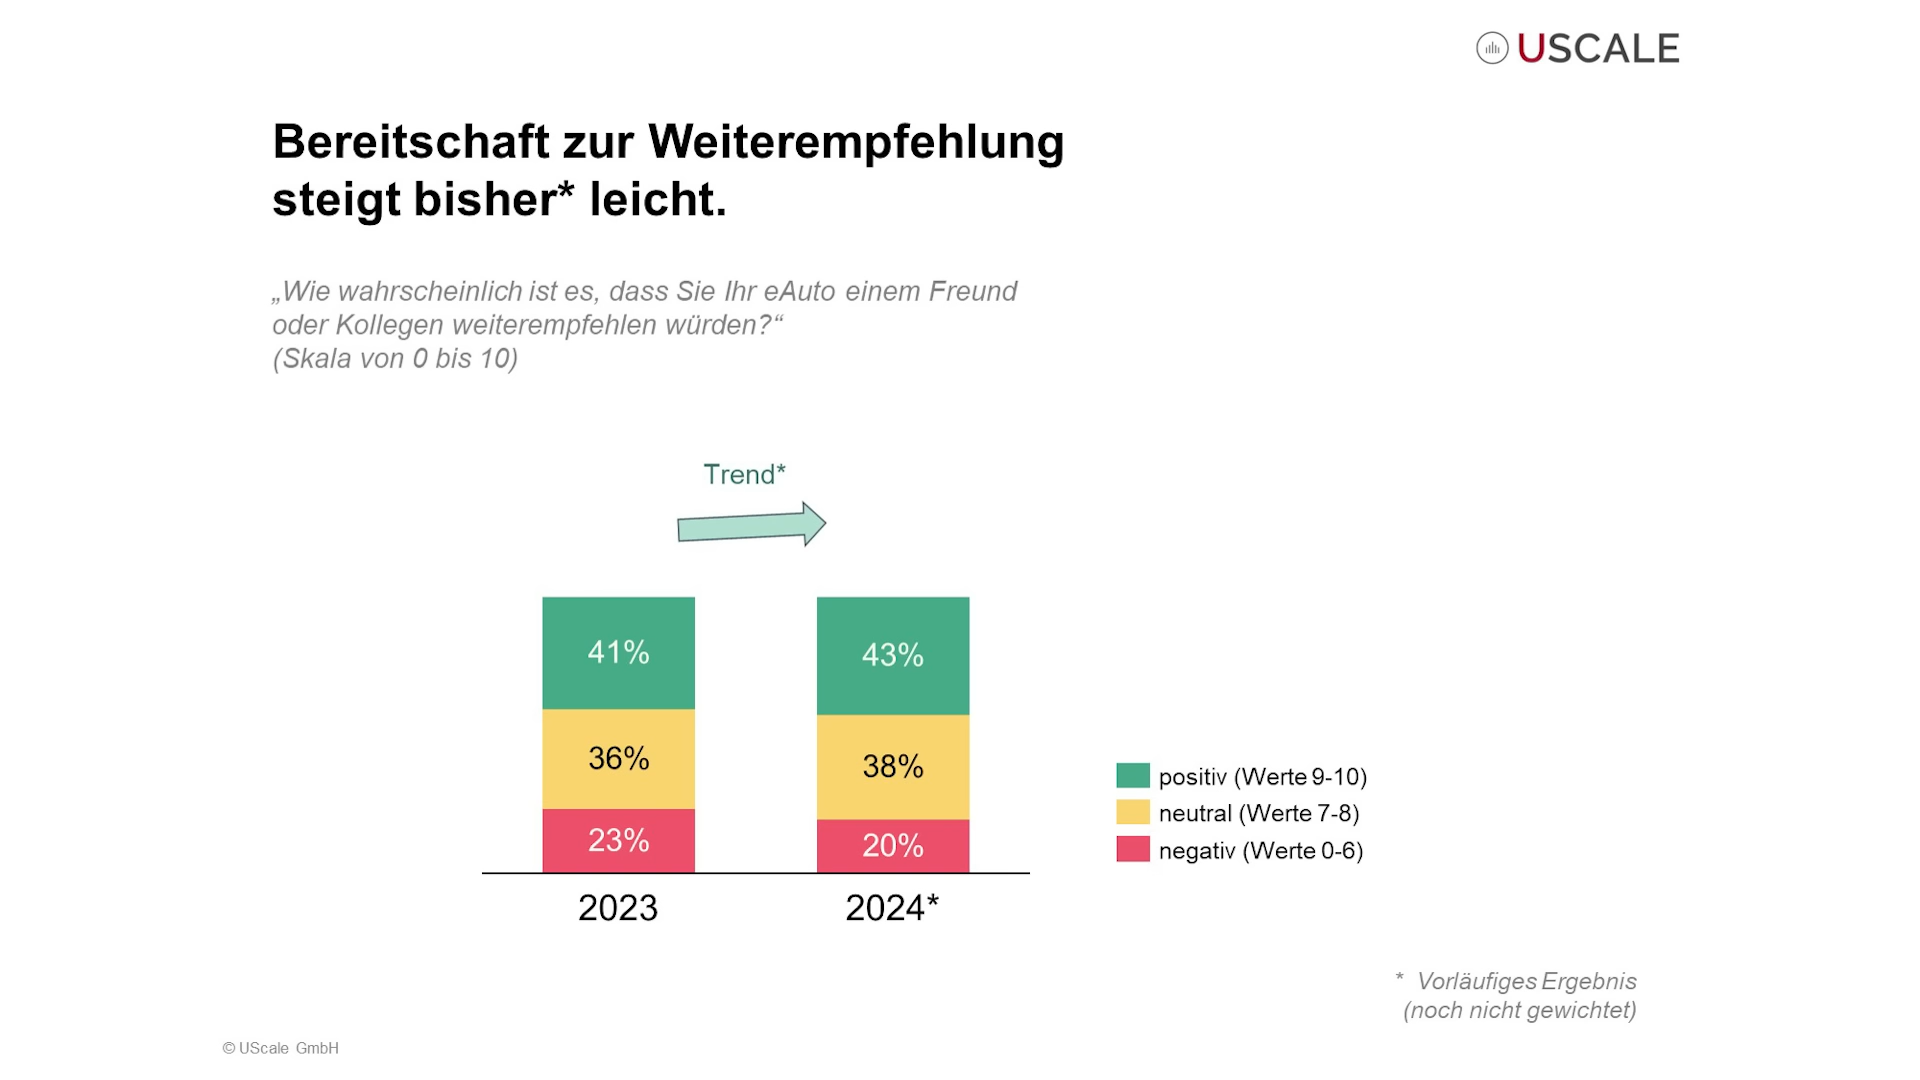 USCALE
Bereitschaft zur Weiterempfehlung
steigt bisher* leicht.
„Wie wahrscheinlich ist es, dass Sie Ihr eAuto einem Freund
oder Kollegen weiterempfehlen würden?“
(Skala von 0 bis 10)
Trend*
41%
43%
36%
38%
23%
20%
2023
2024*
positiv (Werte 9-10)
neutral (Werte 7-8)
negativ (Werte 0-6)
* Vorläufiges Ergebnis
(noch nicht gewichtet)
© UScale GmbH